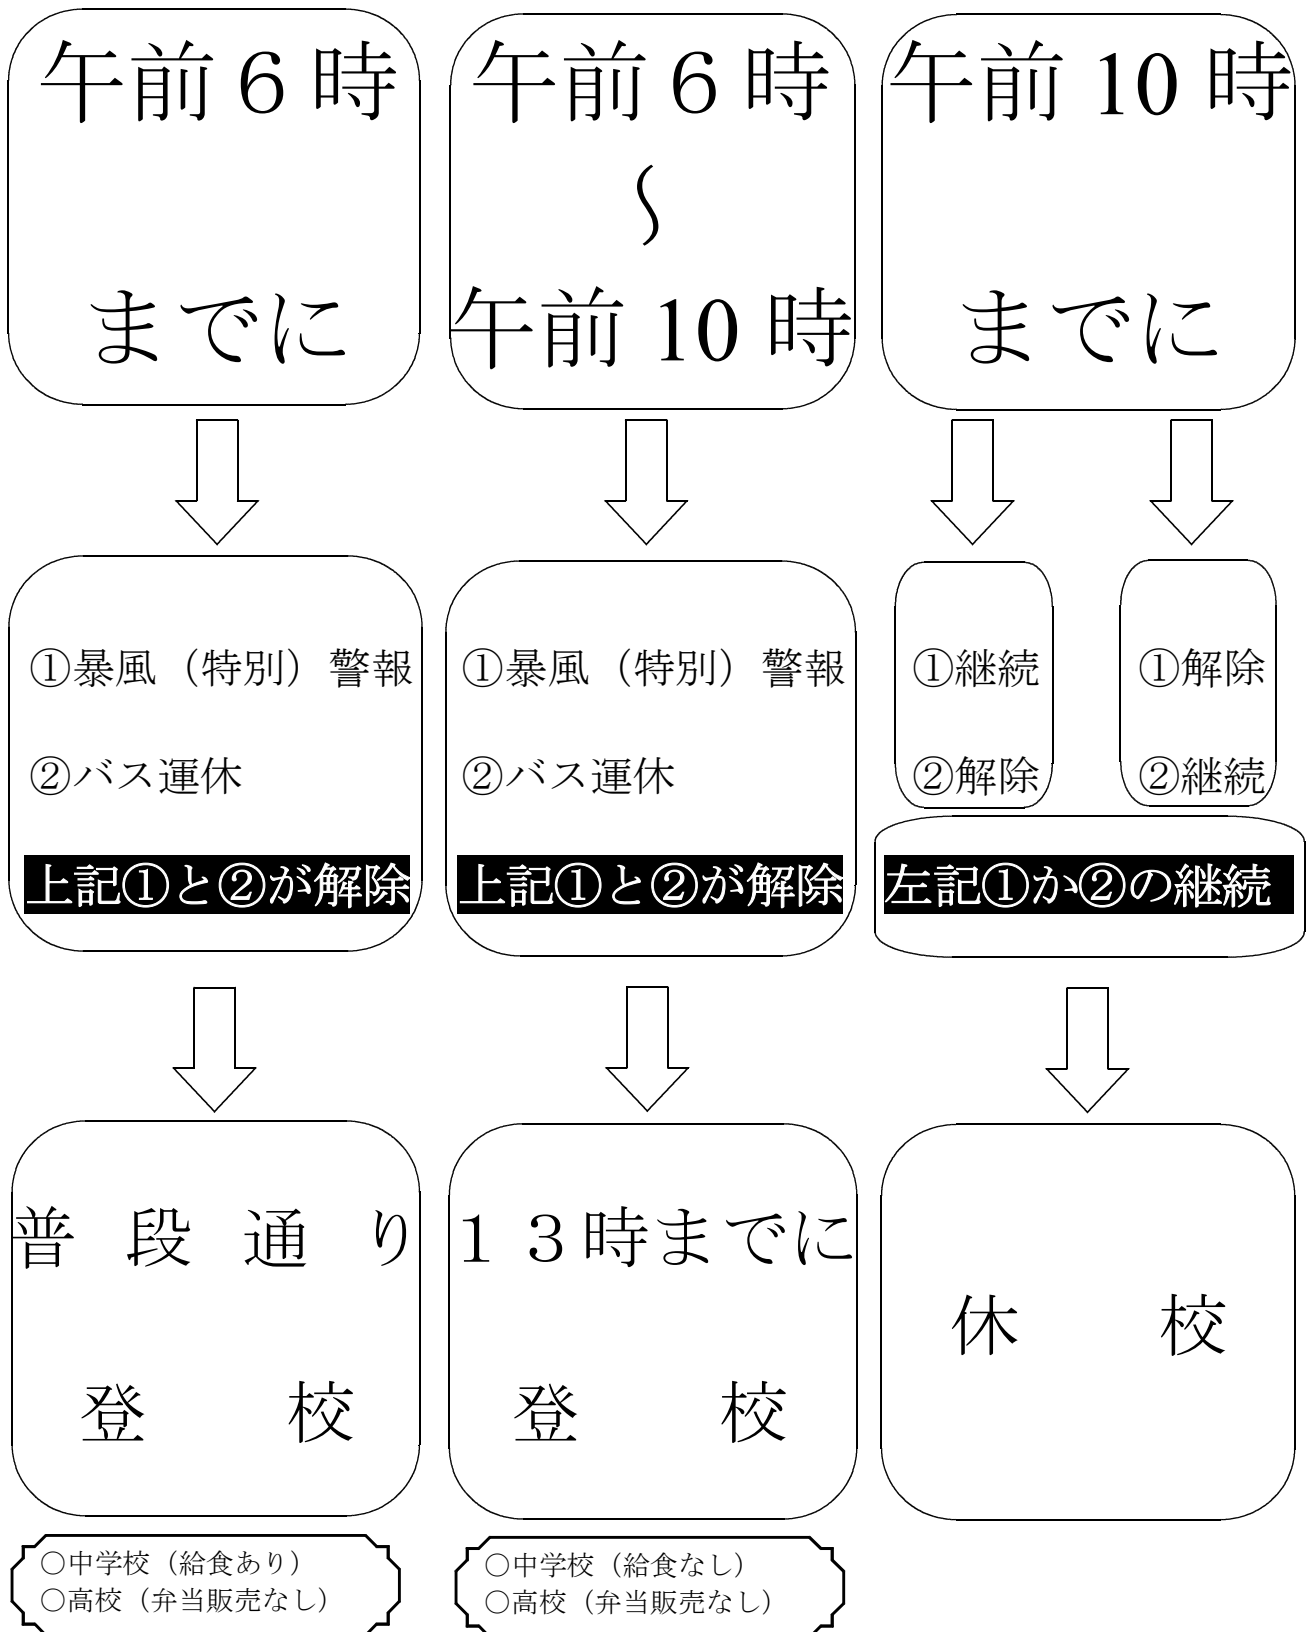 午前６時
までに
午前６時
～
午前 10 時
午前 10 時
までに
①暴風（特別）警報
②バス運休
上記①と②が解除
①暴風（特別）警報
②バス運休
上記①と②が解除
①継続
②解除
①解除
②継続
左記①か②の継続
普段通り
登校
１３時までに
登校
休校
○中学校（給食あり）
○高校（弁当販売なし）
○中学校（給食なし）
○高校（弁当販売なし）